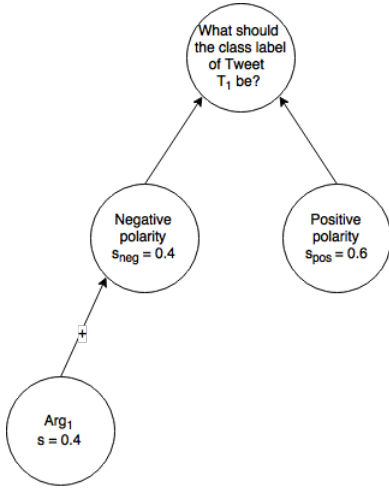 What should
the class label
of Tweet
T₁ be?
Negative
polarity
sneg = 0.4
Positive
polarity
spos = 0.6
+
Arg₁
s = 0.4